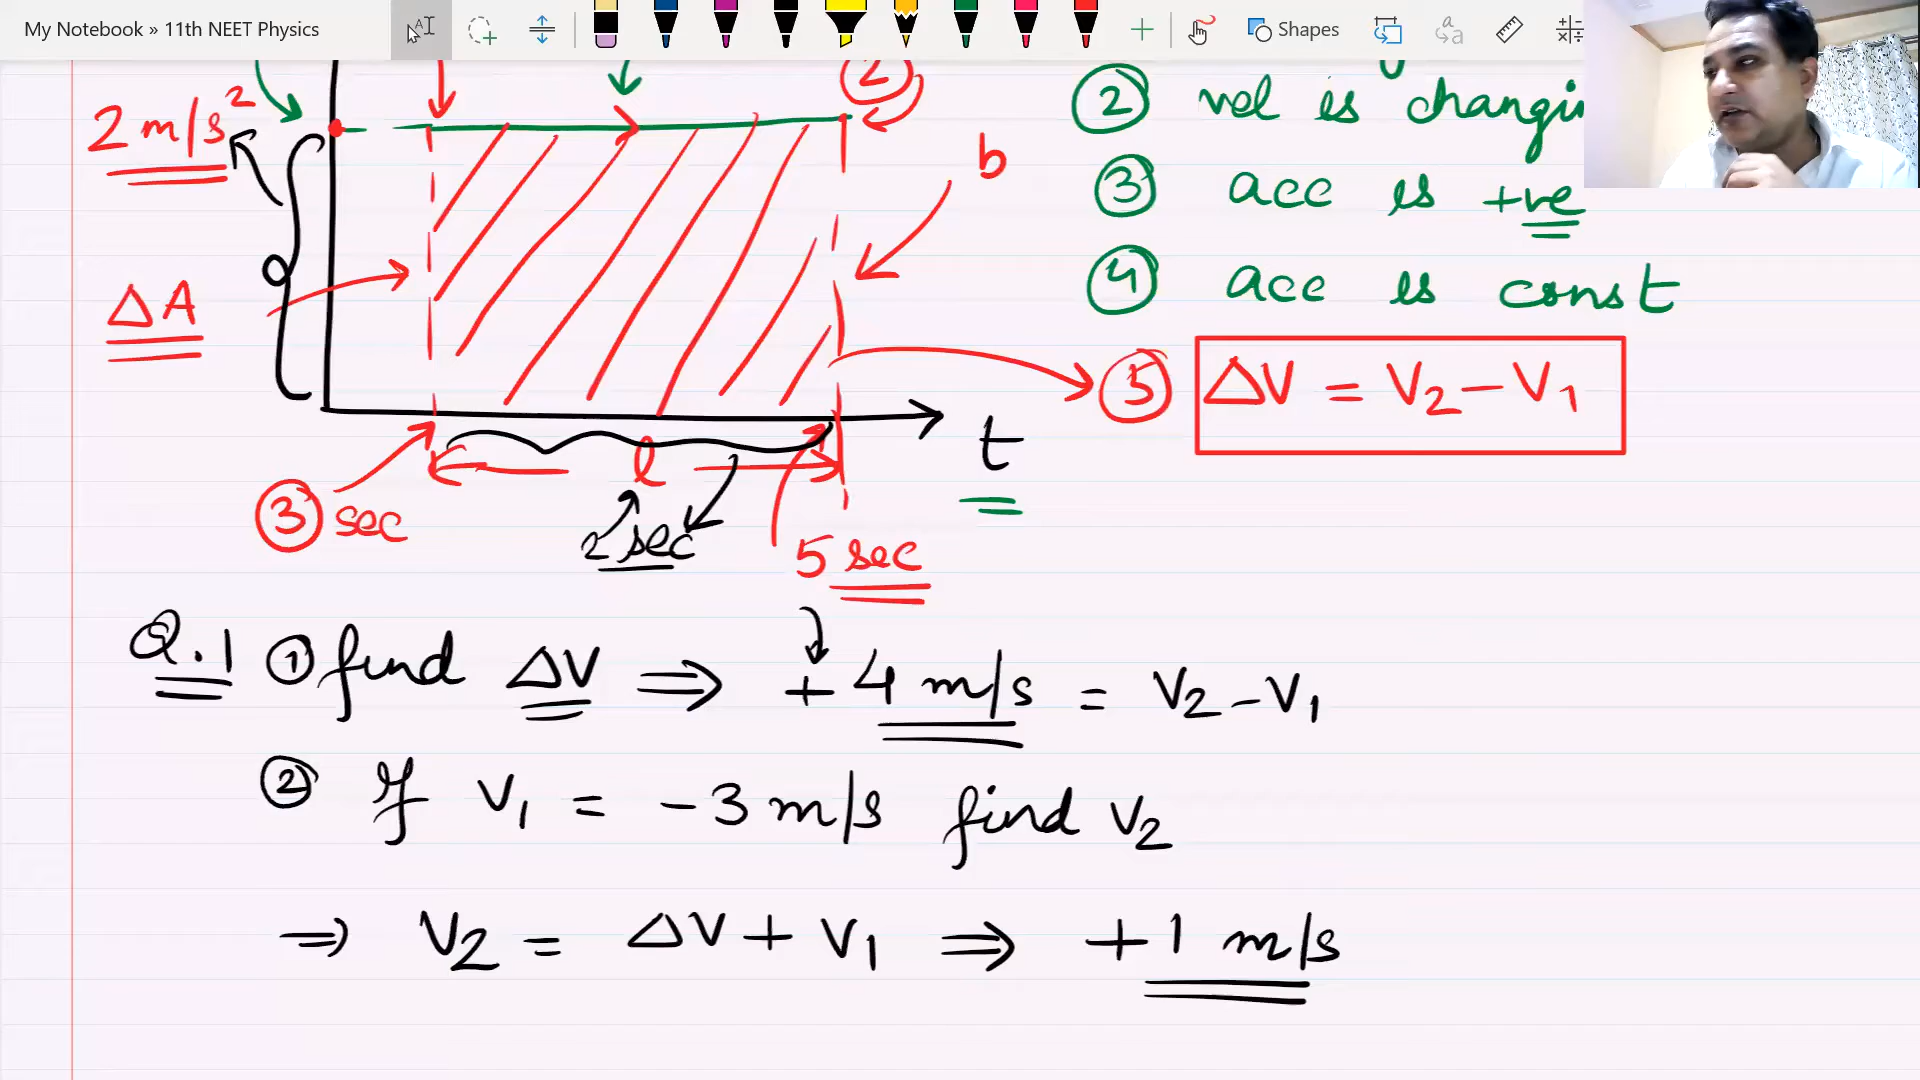 My Notebook » 11th NEET Physics
Shapes
2 m/s²
2
b
ΔA
l
t
3 sec
2 sec
5 sec
② vel is changin
③ acc is +ve
④ acc is const
⑤ ΔV = V₂ − V₁
Q.1 ① find ΔV ⇒ + 4 m/s = V₂ − V₁
② If V₁ = −3 m/s find V₂
⇒ V₂ = ΔV + V₁ ⇒ +1 m/s